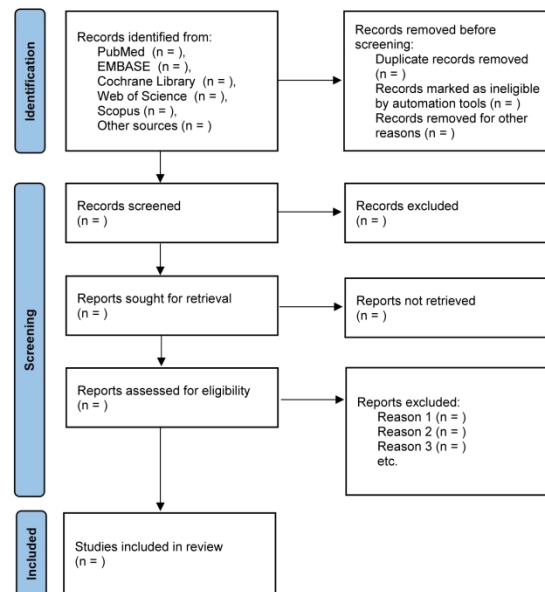 Identification
Records identified from:
PubMed (n = ),
EMBASE (n = ),
Cochrane Library (n = ),
Web of Science (n = ),
Scopus (n = ),
Other sources (n = )
Records removed before
screening:
Duplicate records removed
(n = )
Records marked as ineligible
by automation tools (n = )
Records removed for other
reasons (n = )
Screening
Records screened
(n = )
Records excluded
(n = )
Reports sought for retrieval
(n = )
Reports not retrieved
(n = )
Reports assessed for eligibility
(n = )
Reports excluded:
Reason 1 (n = )
Reason 2 (n = )
Reason 3 (n = )
etc.
Included
Studies included in review
(n = )